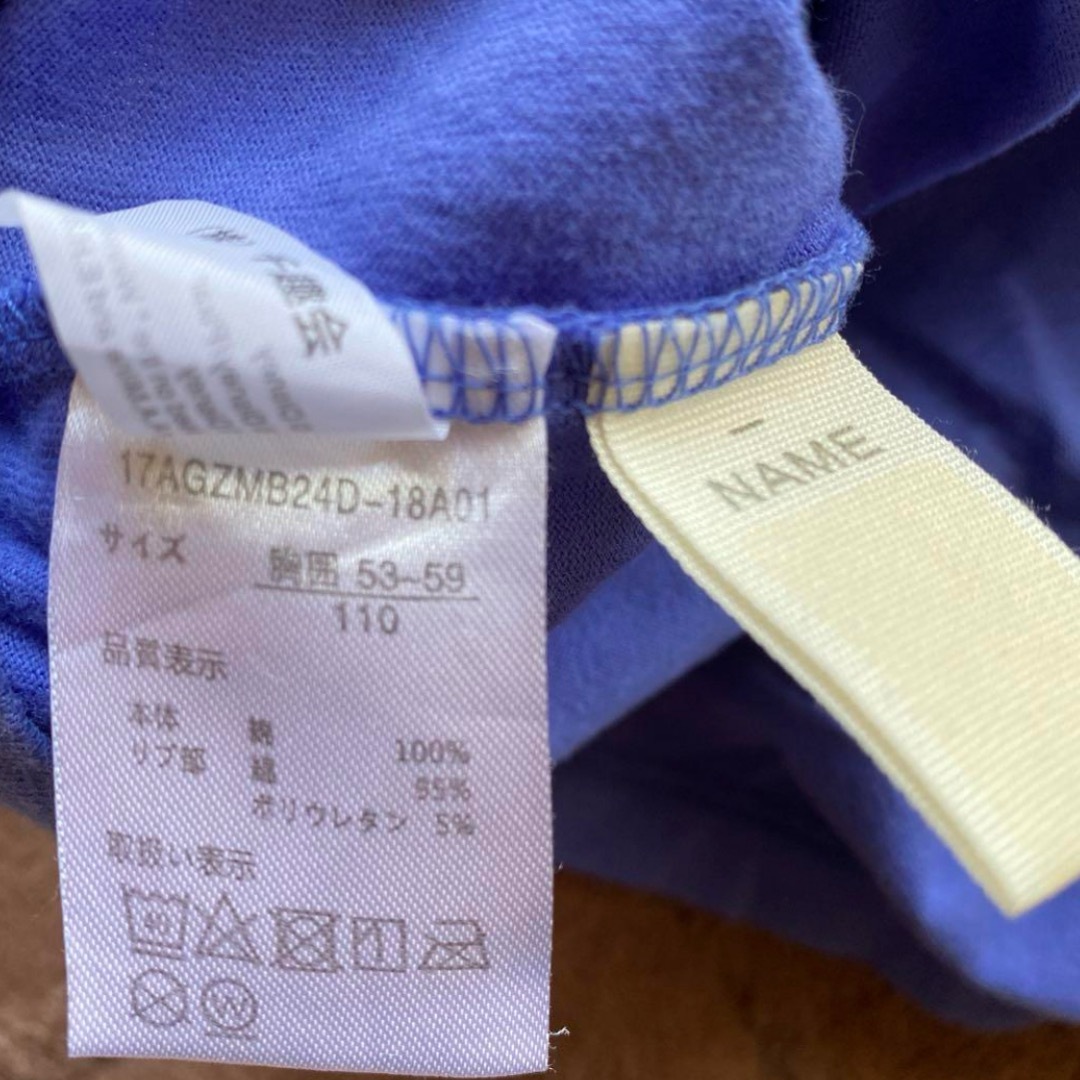 17AGZMB24D-18A01
サイズ
胸囲 53-59
110
品質表示
本体 綿 100%
リブ部 綿 95%
ポリウレタン 5%
取扱い表示
40
W
NAME